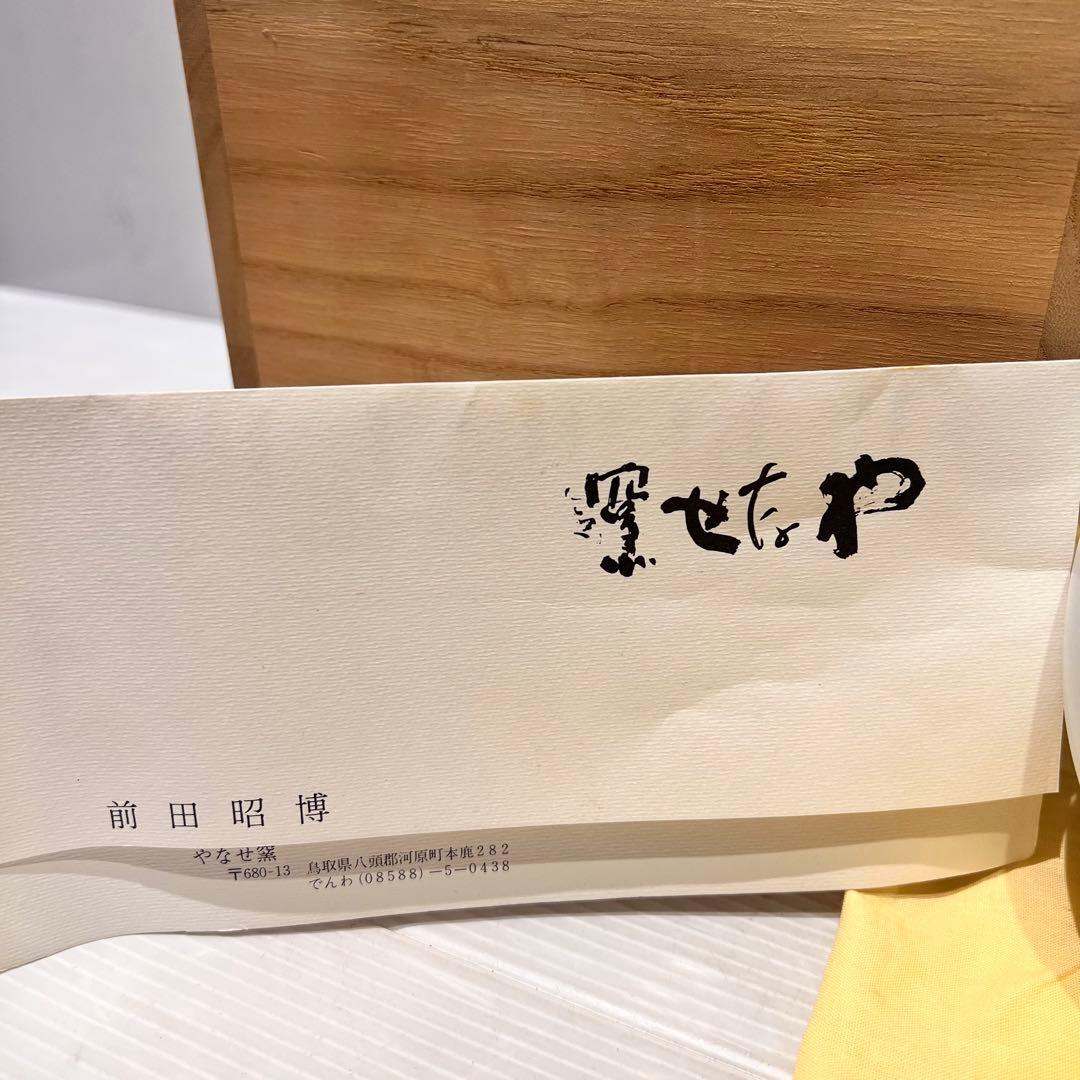 やなせ窯
前田昭博
やなせ窯
〒680-13 鳥取県八頭郡河原町本鹿282
でんわ(08588)-5-0438